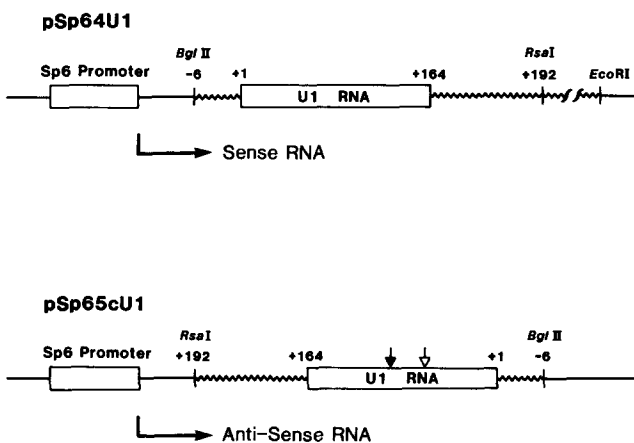 pSp64U1
Bgl II RsaI
Sp6 Promoter -6 +1 +164 +192 EcoRI
U1 RNA
Sense RNA
pSp65cU1
RsaI Bgl II
Sp6 Promoter +192 +164 +1 -6
U1 RNA
Anti-Sense RNA